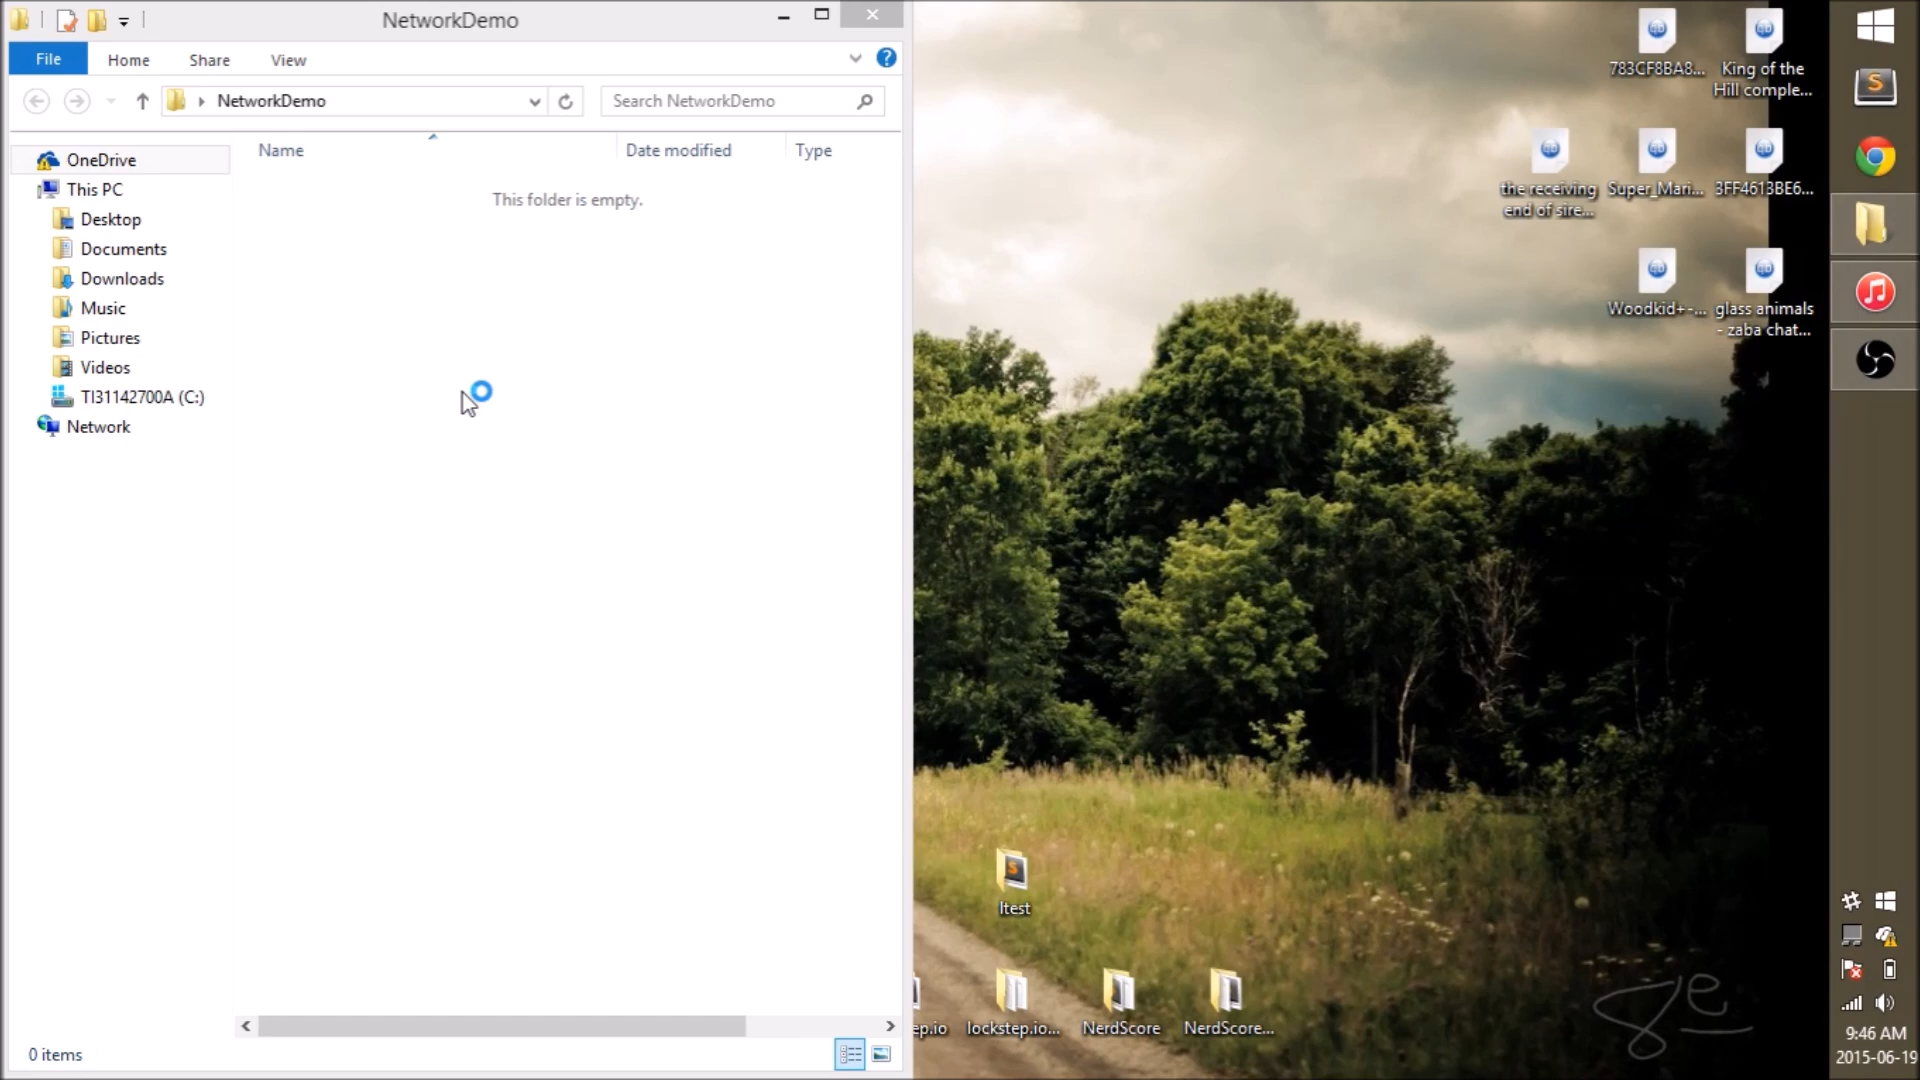 NetworkDemo
File
Home
Share
View
NetworkDemo
Search NetworkDemo
Name
Date modified
Type
This folder is empty.
OneDrive
This PC
Desktop
Documents
Downloads
Music
Pictures
Videos
TI31142700A (C:)
Network
0 items
783CF8BA8...
King of the
Hill comple...
the receiving
end of sire...
Super_Mari...
3FF4613BE6...
Woodkid+-...
glass animals
- zaba chat...
ltest
ep.io
lockstep.io...
NerdScore
NerdScore...
9:46 AM
2015-06-19